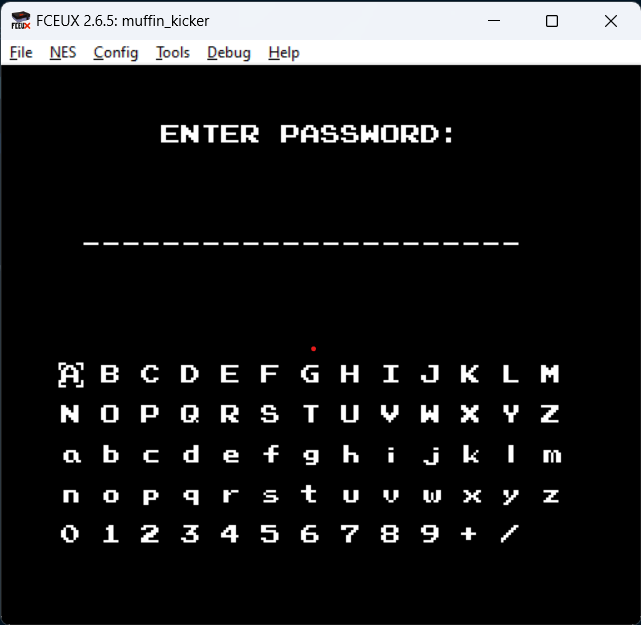 FCEUX 2.6.5: muffin_kicker
File NES Config Tools Debug Help
ENTER PASSWORD:
______________________
A B C D E F G H I J K L M
N O P Q R S T U V W X Y Z
a b c d e f g h i j k l m
n o p q r s t u v w x y z
0 1 2 3 4 5 6 7 8 9 + /